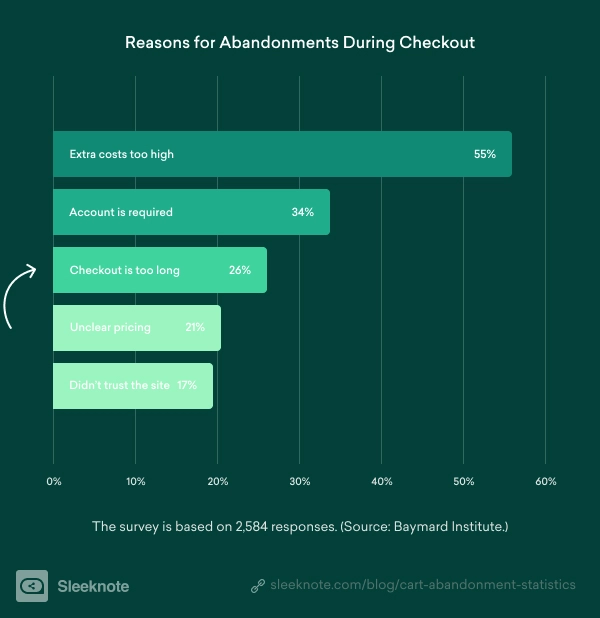 Reasons for Abandonments During Checkout
Extra costs too high 55%
Account is required 34%
Checkout is too long 26%
Unclear pricing 21%
Didn't trust the site 17%
0% 10% 20% 30% 40% 50% 60%
The survey is based on 2,584 responses. (Source: Baymard Institute.)
Sleeknote sleeknote.com/blog/cart-abandonment-statistics